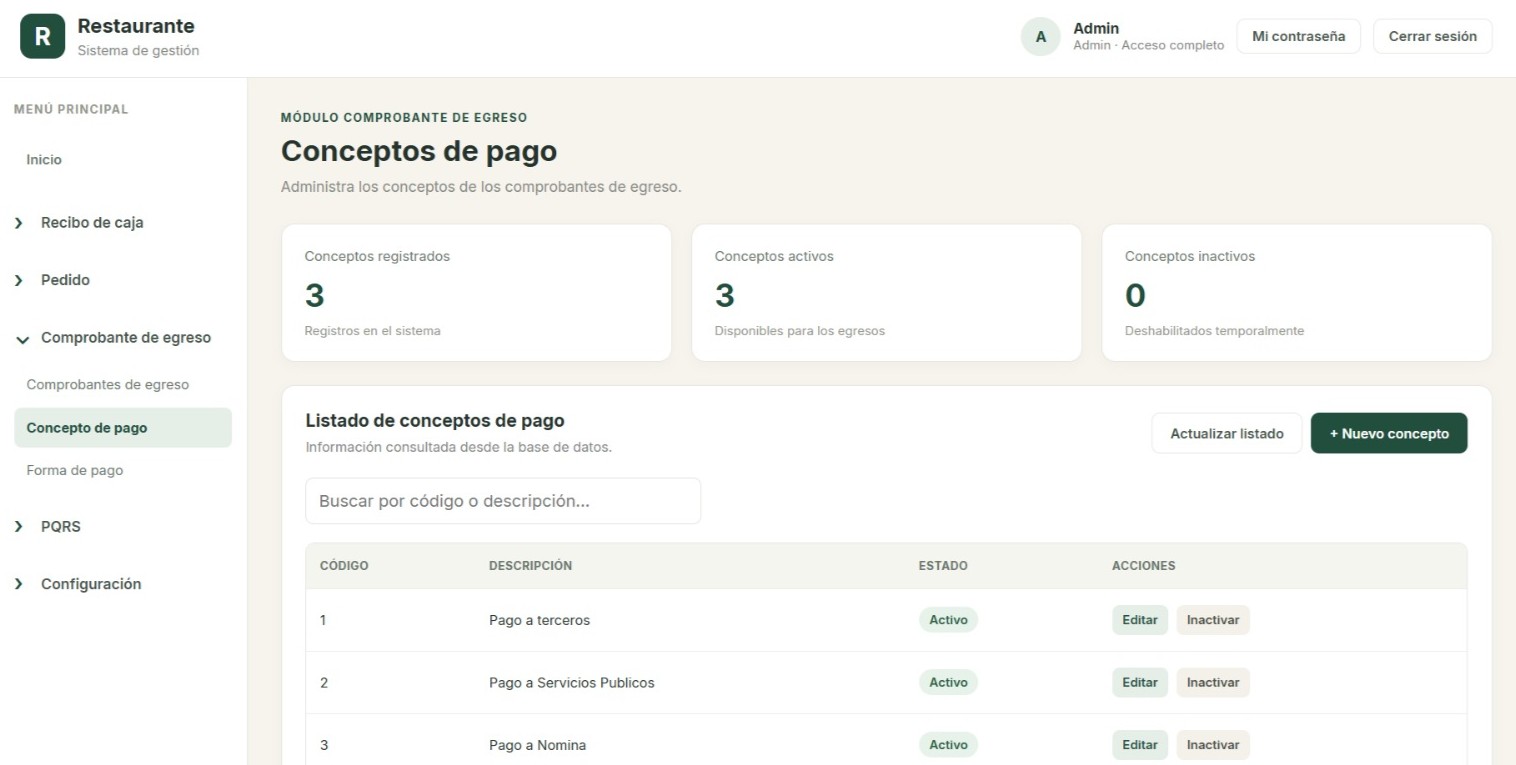 R
Restaurante
Sistema de gestión
A
Admin
Admin · Acceso completo
Mi contraseña
Cerrar sesión
MENÚ PRINCIPAL
Inicio
Recibo de caja
Pedido
Comprobante de egreso
Comprobantes de egreso
Concepto de pago
Forma de pago
PQRS
Configuración
MÓDULO COMPROBANTE DE EGRESO
Conceptos de pago
Administra los conceptos de los comprobantes de egreso.
Conceptos registrados
3
Registros en el sistema
Conceptos activos
3
Disponibles para los egresos
Conceptos inactivos
0
Deshabilitados temporalmente
Listado de conceptos de pago
Información consultada desde la base de datos.
Actualizar listado
+ Nuevo concepto
Buscar por código o descripción...
CÓDIGO DESCRIPCIÓN ESTADO ACCIONES
1 Pago a terceros Activo Editar Inactivar
2 Pago a Servicios Publicos Activo Editar Inactivar
3 Pago a Nomina Activo Editar Inactivar